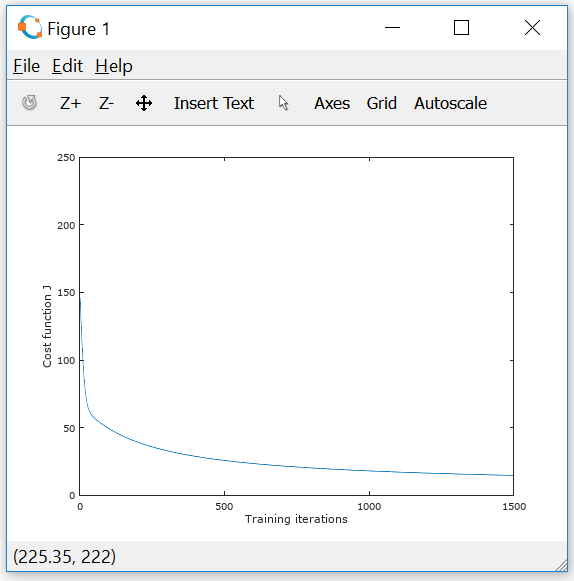 Figure 1
File Edit Help
Z+ Z- Insert Text Axes Grid Autoscale
250
200
150
100
50
0
Cost function J
0 500 1000 1500
Training iterations
(225.35, 222)